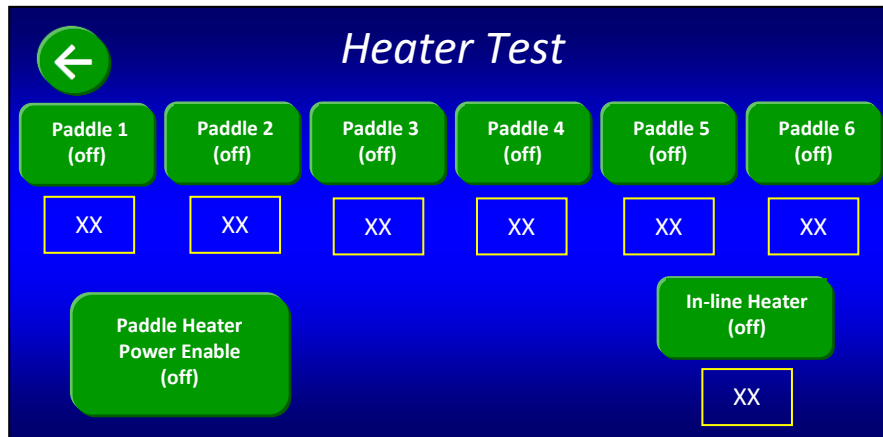 Heater Test
Paddle 1
(off)
Paddle 2
(off)
Paddle 3
(off)
Paddle 4
(off)
Paddle 5
(off)
Paddle 6
(off)
XX
XX
XX
XX
XX
XX
Paddle Heater
Power Enable
(off)
In-line Heater
(off)
XX